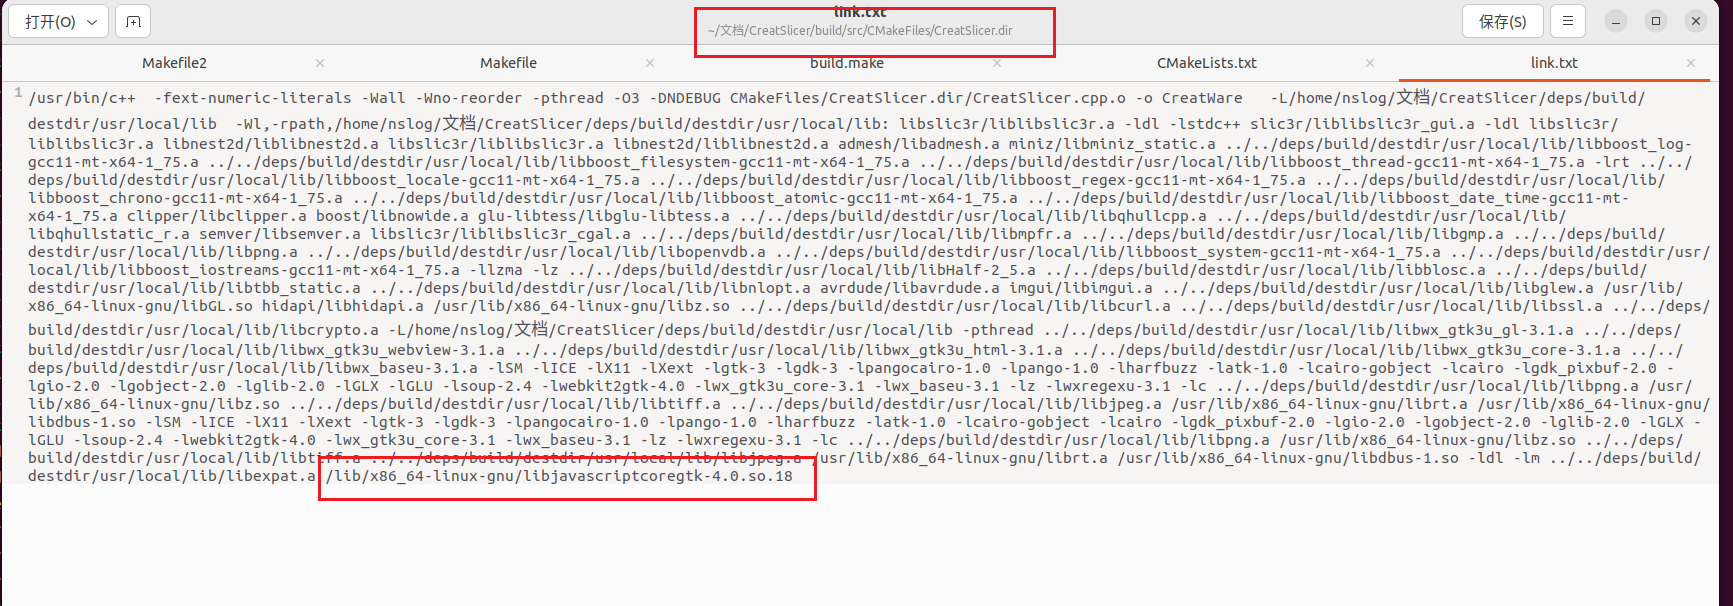 打开(O)
link.txt
~/文档/CreatSlicer/build/src/CMakeFiles/CreatSlicer.dir
保存(S)
Makefile2
Makefile
build.make
CMakeLists.txt
link.txt
1
/usr/bin/c++  -fext-numeric-literals -Wall -Wno-reorder -pthread -O3 -DNDEBUG CMakeFiles/CreatSlicer.dir/CreatSlicer.cpp.o -o CreatWare   -L/home/nslog/文档/CreatSlicer/deps/build/
destdir/usr/local/lib  -Wl,-rpath,/home/nslog/文档/CreatSlicer/deps/build/destdir/usr/local/lib: libslic3r/liblibslic3r.a -ldl -lstdc++ slic3r/liblibslic3r_gui.a -ldl libslic3r/
liblibslic3r.a libnest2d/liblibnest2d.a libslic3r/liblibslic3r.a libnest2d/liblibnest2d.a admesh/libadmesh.a miniz/libminiz_static.a ../../deps/build/destdir/usr/local/lib/libboost_log-
gcc11-mt-x64-1_75.a ../../deps/build/destdir/usr/local/lib/libboost_filesystem-gcc11-mt-x64-1_75.a ../../deps/build/destdir/usr/local/lib/libboost_thread-gcc11-mt-x64-1_75.a -lrt ../../
deps/build/destdir/usr/local/lib/libboost_locale-gcc11-mt-x64-1_75.a ../../deps/build/destdir/usr/local/lib/libboost_regex-gcc11-mt-x64-1_75.a ../../deps/build/destdir/usr/local/lib/
libboost_chrono-gcc11-mt-x64-1_75.a ../../deps/build/destdir/usr/local/lib/libboost_atomic-gcc11-mt-x64-1_75.a ../../deps/build/destdir/usr/local/lib/libboost_date_time-gcc11-mt-
x64-1_75.a clipper/libclipper.a boost/libnowide.a glu-libtess/libglu-libtess.a ../../deps/build/destdir/usr/local/lib/libqhullcpp.a ../../deps/build/destdir/usr/local/lib/
libqhullstatic_r.a semver/libsemver.a libslic3r/liblibslic3r_cgal.a ../../deps/build/destdir/usr/local/lib/libmpfr.a ../../deps/build/destdir/usr/local/lib/libgmp.a ../../deps/build/
destdir/usr/local/lib/libpng.a ../../deps/build/destdir/usr/local/lib/libopenvdb.a ../../deps/build/destdir/usr/local/lib/libboost_system-gcc11-mt-x64-1_75.a ../../deps/build/destdir/usr/
local/lib/libboost_iostreams-gcc11-mt-x64-1_75.a -llzma -lz ../../deps/build/destdir/usr/local/lib/libHalf-2_5.a ../../deps/build/destdir/usr/local/lib/libblosc.a ../../deps/build/
destdir/usr/local/lib/libtbb_static.a ../../deps/build/destdir/usr/local/lib/libnlopt.a avrdude/libavrdude.a imgui/libimgui.a ../../deps/build/destdir/usr/local/lib/libglew.a /usr/lib/
x86_64-linux-gnu/libGL.so hidapi/libhidapi.a /usr/lib/x86_64-linux-gnu/libz.so ../../deps/build/destdir/usr/local/lib/libcurl.a ../../deps/build/destdir/usr/local/lib/libssl.a ../../deps/
build/destdir/usr/local/lib/libcrypto.a -L/home/nslog/文档/CreatSlicer/deps/build/destdir/usr/local/lib -pthread ../../deps/build/destdir/usr/local/lib/libwx_gtk3u_gl-3.1.a ../../deps/
build/destdir/usr/local/lib/libwx_gtk3u_webview-3.1.a ../../deps/build/destdir/usr/local/lib/libwx_gtk3u_html-3.1.a ../../deps/build/destdir/usr/local/lib/libwx_gtk3u_core-3.1.a ../../
deps/build/destdir/usr/local/lib/libwx_baseu-3.1.a -lSM -lICE -lX11 -lXext -lgtk-3 -lgdk-3 -lpangocairo-1.0 -lpango-1.0 -lharfbuzz -latk-1.0 -lcairo-gobject -lcairo -lgdk_pixbuf-2.0 -
lgio-2.0 -lgobject-2.0 -lglib-2.0 -lGLX -lGLU -lsoup-2.4 -lwebkit2gtk-4.0 -lwx_gtk3u_core-3.1 -lwx_baseu-3.1 -lz -lwxregexu-3.1 -lc ../../deps/build/destdir/usr/local/lib/libpng.a /usr/
lib/x86_64-linux-gnu/libz.so ../../deps/build/destdir/usr/local/lib/libtiff.a ../../deps/build/destdir/usr/local/lib/libjpeg.a /usr/lib/x86_64-linux-gnu/librt.a /usr/lib/x86_64-linux-gnu/
libdbus-1.so -lSM -lICE -lX11 -lXext -lgtk-3 -lgdk-3 -lpangocairo-1.0 -lpango-1.0 -lharfbuzz -latk-1.0 -lcairo-gobject -lcairo -lgdk_pixbuf-2.0 -lgio-2.0 -lgobject-2.0 -lglib-2.0 -lGLX -
lGLU -lsoup-2.4 -lwebkit2gtk-4.0 -lwx_gtk3u_core-3.1 -lwx_baseu-3.1 -lz -lwxregexu-3.1 -lc ../../deps/build/destdir/usr/local/lib/libpng.a /usr/lib/x86_64-linux-gnu/libz.so ../../deps/
build/destdir/usr/local/lib/libtiff.a ../../deps/build/destdir/usr/local/lib/libjpeg.a /usr/lib/x86_64-linux-gnu/librt.a /usr/lib/x86_64-linux-gnu/libdbus-1.so -ldl -lm ../../deps/build/
destdir/usr/local/lib/libexpat.a /lib/x86_64-linux-gnu/libjavascriptcoregtk-4.0.so.18